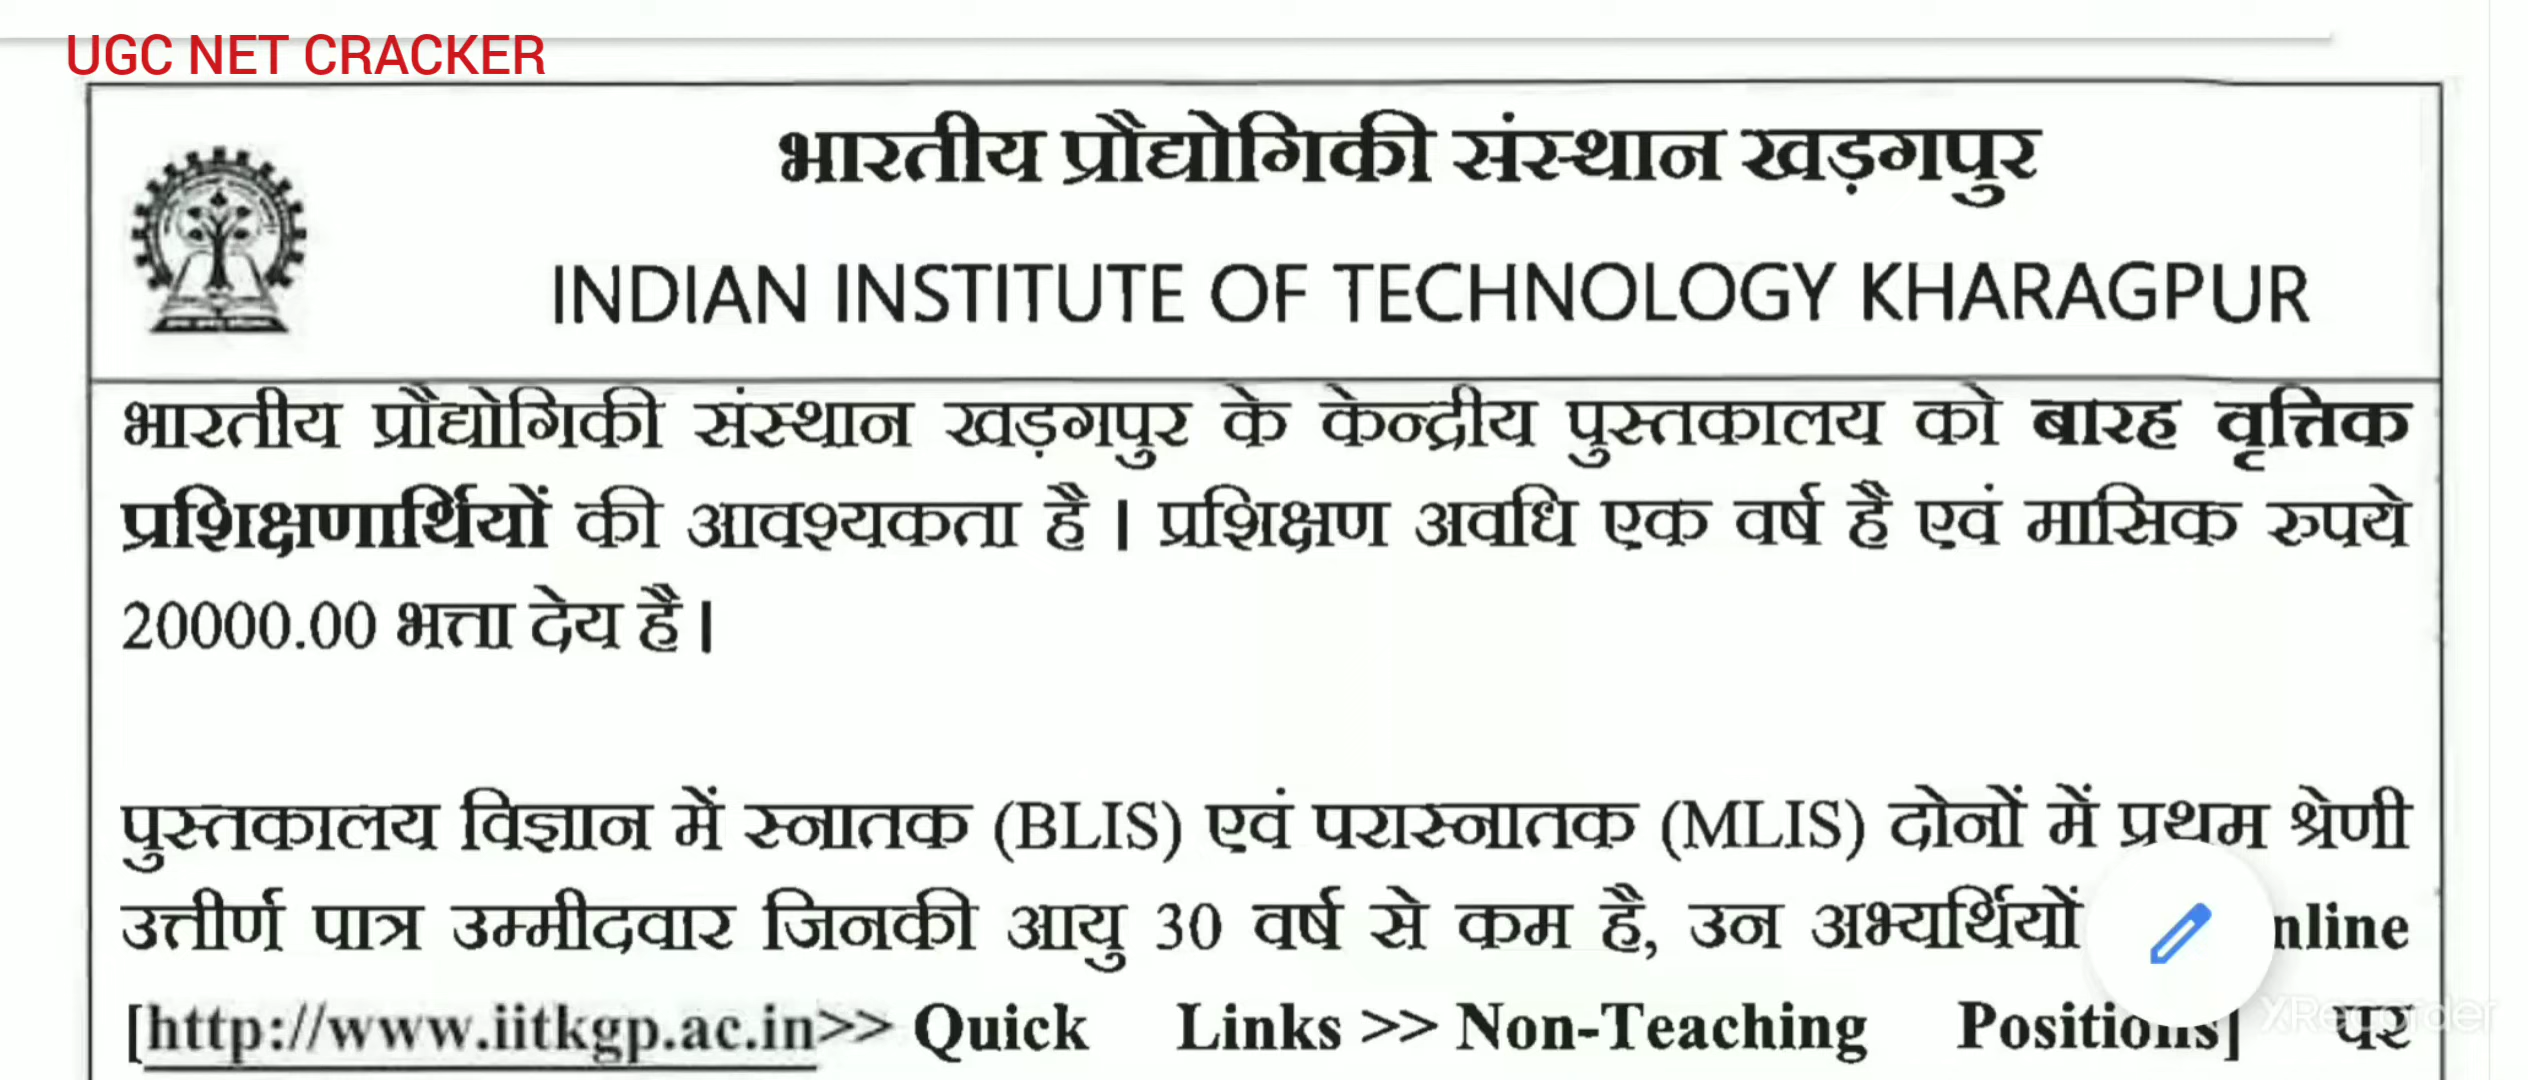 UGC NET CRACKER
भारतीय प्रौद्योगिकी संस्थान खड़गपुर
INDIAN INSTITUTE OF TECHNOLOGY KHARAGPUR
भारतीय प्रौद्योगिकी संस्थान खड़गपुर के केन्द्रीय पुस्तकालय को बारह वृत्तिक
प्रशिक्षणार्थियों की आवश्यकता है । प्रशिक्षण अवधि एक वर्ष है एवं मासिक रुपये
20000.00 भत्ता देय है ।
पुस्तकालय विज्ञान में स्नातक (BLIS) एवं परास्नातक (MLIS) दोनों में प्रथम श्रेणी
उत्तीर्ण पात्र उम्मीदवार जिनकी आयु 30 वर्ष से कम है, उन अभ्यर्थियों
[http://www.iitkgp.ac.in>> Quick Links >> Non-Teaching Positions] पर
XRecorder